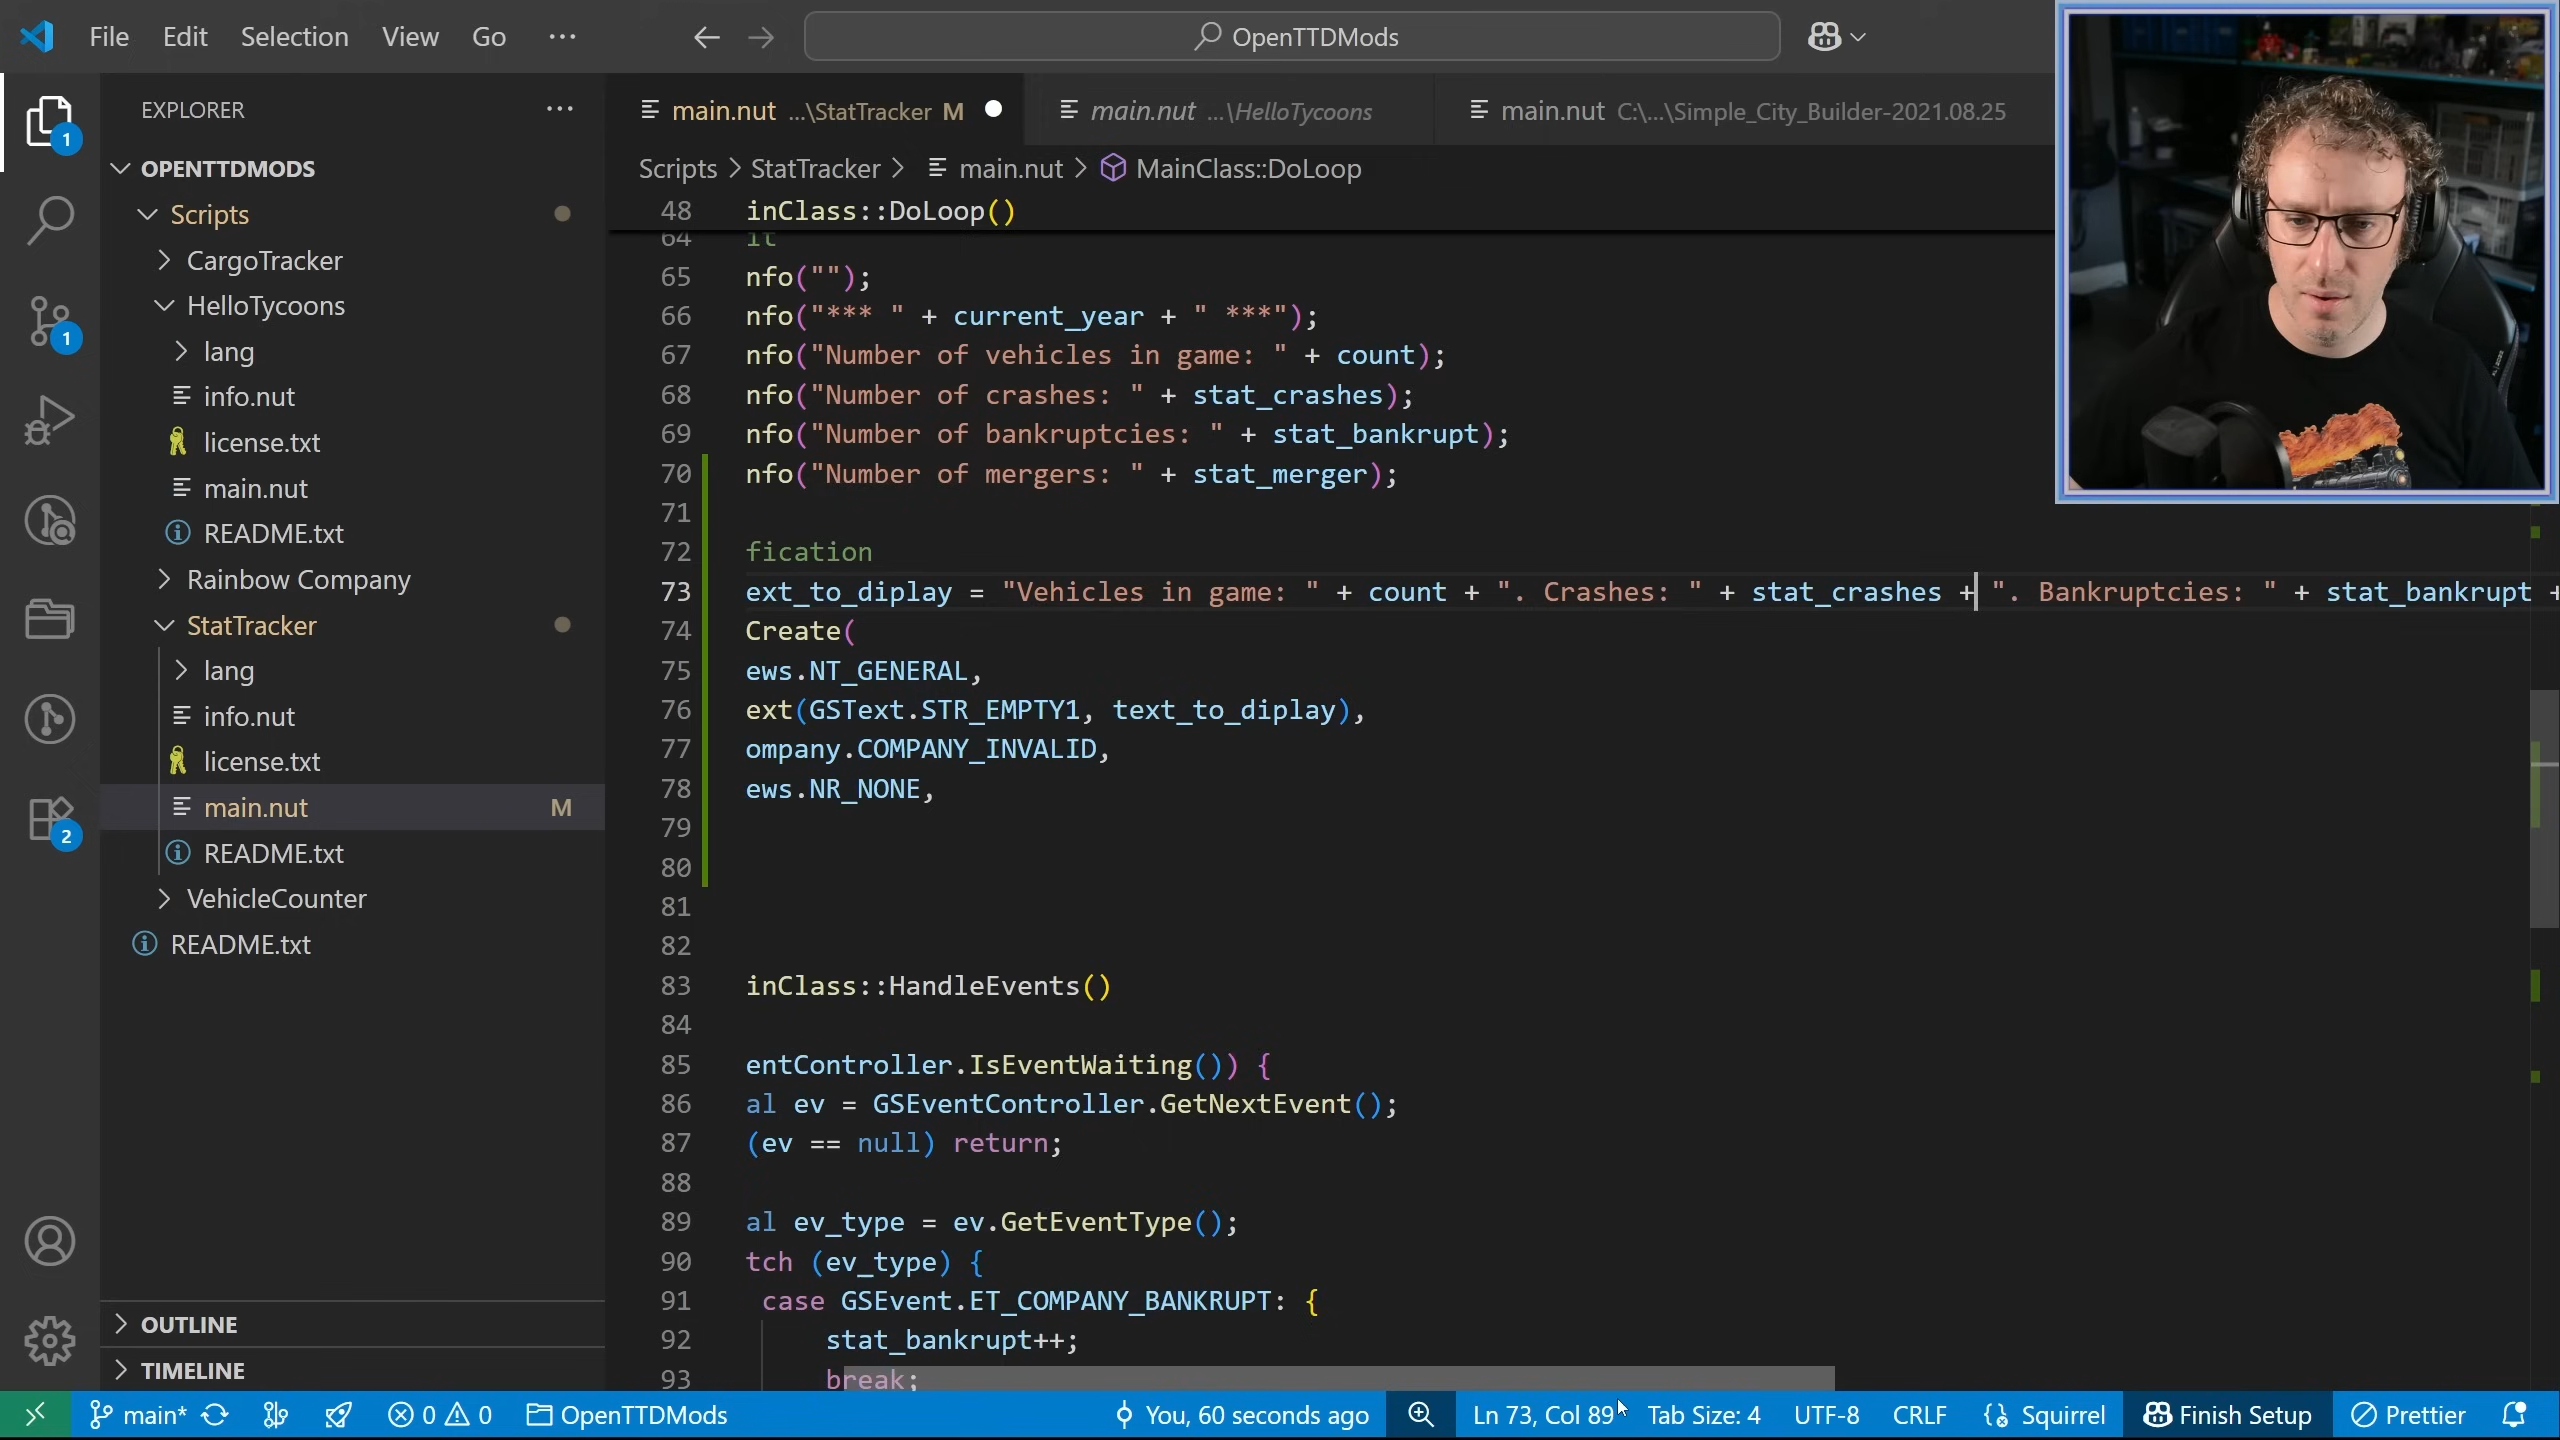 File Edit Selection View Go ··· OpenTTDMods
EXPLORER ···
OPENTTDMODS
Scripts
CargoTracker
HelloTycoons
lang
info.nut
license.txt
main.nut
README.txt
Rainbow Company
StatTracker
lang
info.nut
license.txt
main.nut M
README.txt
VehicleCounter
README.txt
OUTLINE
TIMELINE
1
1
2
main.nut ...\StatTracker M main.nut ...\HelloTycoons main.nut C:\...\Simple_City_Builder-2021.08.25
Scripts > StatTracker > main.nut > MainClass::DoLoop
48 inClass::DoLoop()
64 it
65 nfo("");
66 nfo("*** " + current_year + " ***");
67 nfo("Number of vehicles in game: " + count);
68 nfo("Number of crashes: " + stat_crashes);
69 nfo("Number of bankruptcies: " + stat_bankrupt);
70 nfo("Number of mergers: " + stat_merger);
71
72 fication
73 ext_to_diplay = "Vehicles in game: " + count + ". Crashes: " + stat_crashes + ". Bankruptcies: " + stat_bankrupt +
74 Create(
75 ews.NT_GENERAL,
76 ext(GSText.STR_EMPTY1, text_to_diplay),
77 ompany.COMPANY_INVALID,
78 ews.NR_NONE,
79
80
81
82
83 inClass::HandleEvents()
84
85 entController.IsEventWaiting()) {
86 al ev = GSEventController.GetNextEvent();
87 (ev == null) return;
88
89 al ev_type = ev.GetEventType();
90 tch (ev_type) {
91 case GSEvent.ET_COMPANY_BANKRUPT: {
92 stat_bankrupt++;
93 break;
main* 0 0 OpenTTDMods You, 60 seconds ago Ln 73, Col 89 Tab Size: 4 UTF-8 CRLF Squirrel Finish Setup Prettier